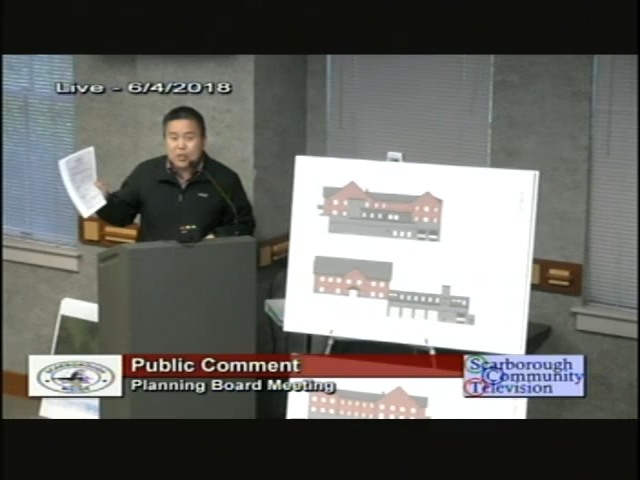 Live - 6/4/2018
Public Comment
Planning Board Meeting
Scarborough
Community
Television